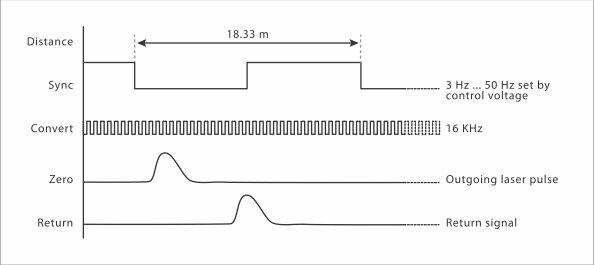 18.33 m
Distance
Sync
3 Hz ... 50 Hz set by
control voltage
Convert
16 KHz
Zero
Outgoing laser pulse
Return
Return signal